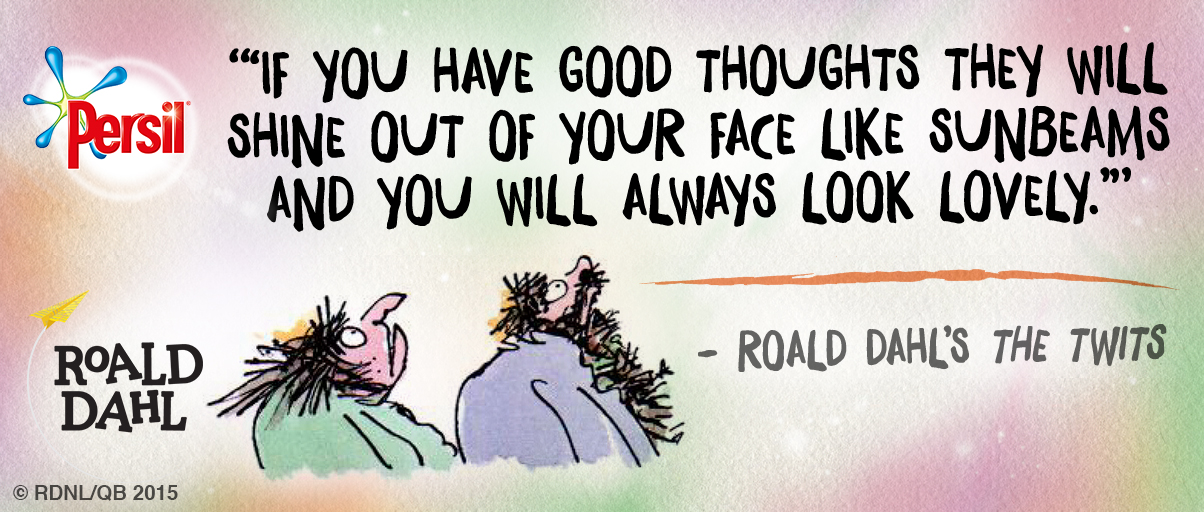 Persil
“‘IF YOU HAVE GOOD THOUGHTS THEY WILL
SHINE OUT OF YOUR FACE LIKE SUNBEAMS
AND YOU WILL ALWAYS LOOK LOVELY.’”
- ROALD DAHL'S THE TWITS
ROALD
DAHL
© RDNL/QB 2015